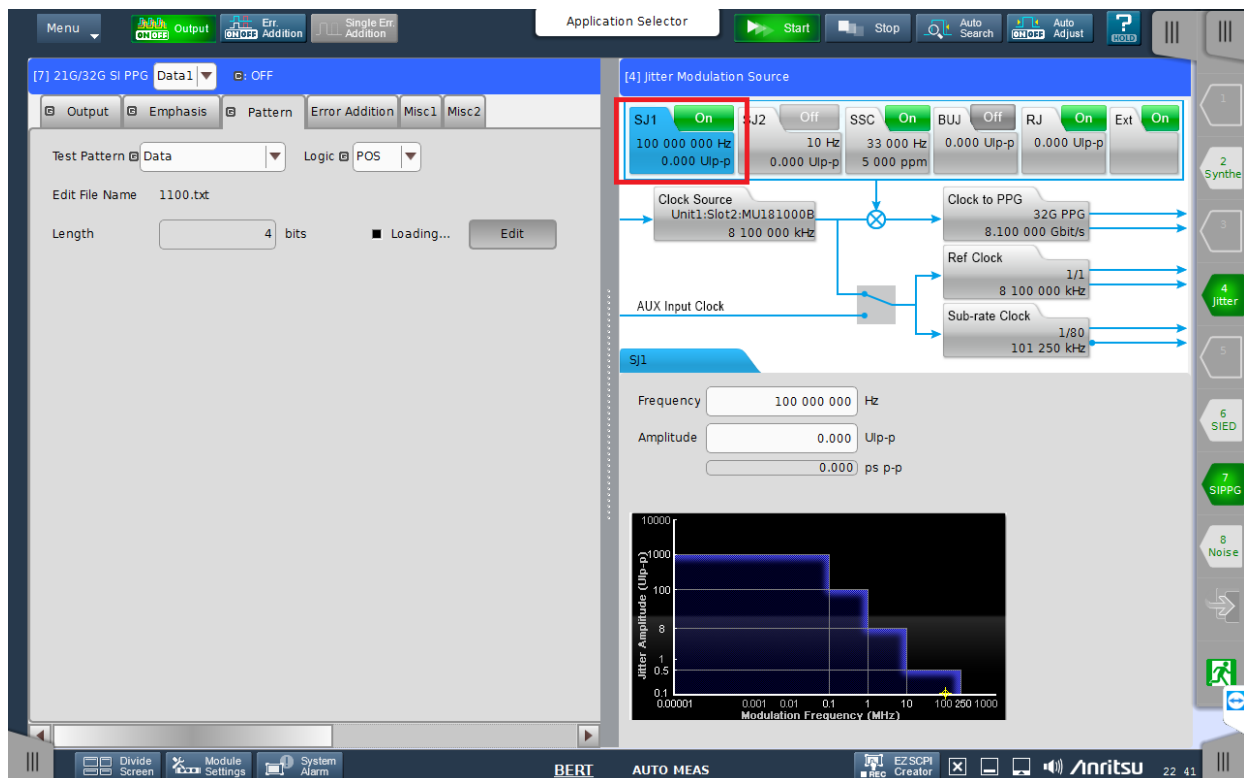 Menu
ON OFF Output
ON OFF Err. Addition
Single Err Addition
Application Selector
Start
Stop
Auto Search
ON OFF Auto Adjust
? HOLD
[7] 21G/32G SI PPG Data1 C: OFF
Output Emphasis Pattern Error Addition Misc1 Misc2
Test Pattern Data Logic POS
Edit File Name 1100.txt
Length 4 bits Loading... Edit
[4] Jitter Modulation Source
SJ1 On SJ2 Off SSC On BUJ Off RJ On Ext On
100 000 000 Hz 10 Hz 33 000 Hz 0.000 UIp-p 0.000 UIp-p
0.000 UIp-p 0.000 UIp-p 5 000 ppm
Clock Source
Unit1:Slot2:MU181000B
8 100 000 kHz
Clock to PPG
32G PPG
8.100 000 Gbit/s
Ref Clock
1/1
8 100 000 kHz
AUX Input Clock
Sub-rate Clock
1/80
101 250 kHz
SJ1
Frequency 100 000 000 Hz
Amplitude 0.000 UIp-p
0.000 ps p-p
Jitter Amplitude (UIp-p)
10000
1000
100
8
1
0.5
0.1
0.00001 0.001 0.01 0.1 1 10 100 250 1000
Modulation Frequency (MHz)
1
2 Synthe
3
4 Jitter
5
6 SIED
7 SIPPG
8 Noise
Divide Screen
Module Settings
System Alarm
BERT AUTO MEAS
REC EZSCPI Creator
Anritsu 22 41